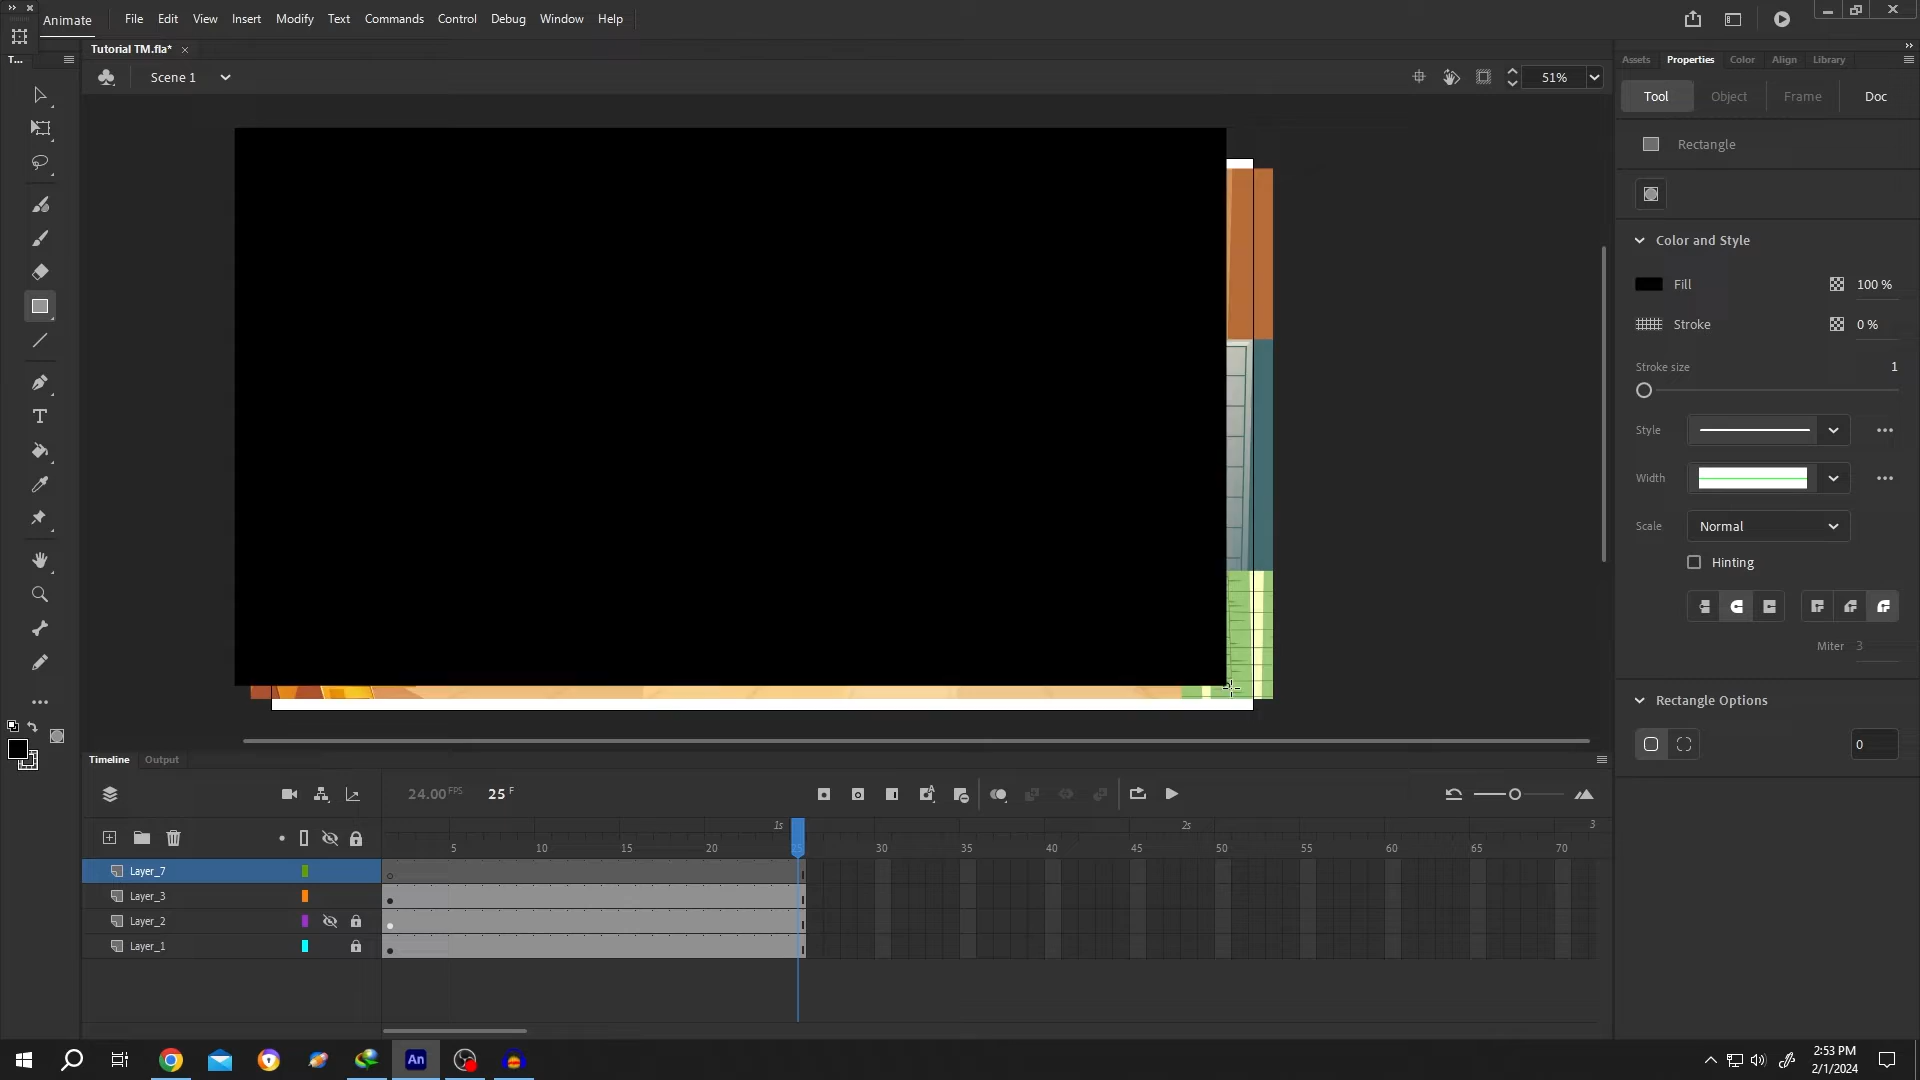 Animate File Edit View Insert Modify Text Commands Control Debug Window Help
T...
Tutorial TM.fla*
Scene 1
51%
Assets Properties Color Align Library
Tool Object Frame Doc
Rectangle
Color and Style
Fill 100 %
Stroke 0 %
Stroke size 1
Style
Width
Scale Normal
Hinting
Miter 3
Rectangle Options
0
Timeline Output
24.00 FPS 25 F
1s 2s 3
5 10 15 20 25 30 35 40 45 50 55 60 65 70
Layer_7
Layer_3
Layer_2
Layer_1
An
2:53 PM
2/1/2024